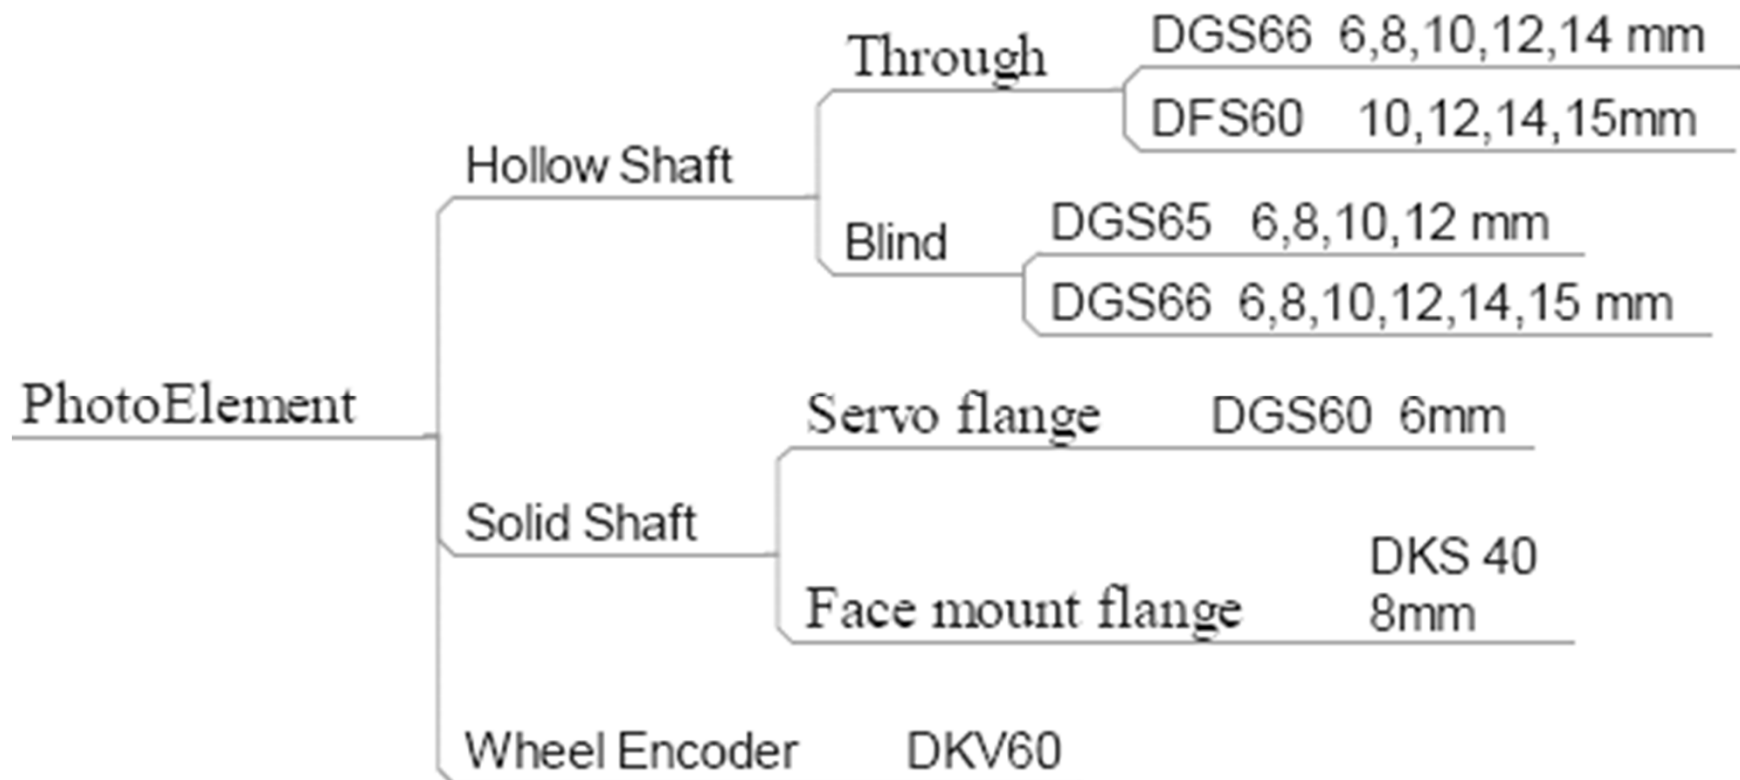 Through
DGS66 6,8,10,12,14 mm
DFS60 10,12,14,15mm
Hollow Shaft
Blind
DGS65 6,8,10,12 mm
DGS66 6,8,10,12,14,15 mm
PhotoElement
Servo flange DGS60 6mm
Solid Shaft
Face mount flange
DKS 40
8mm
Wheel Encoder DKV60